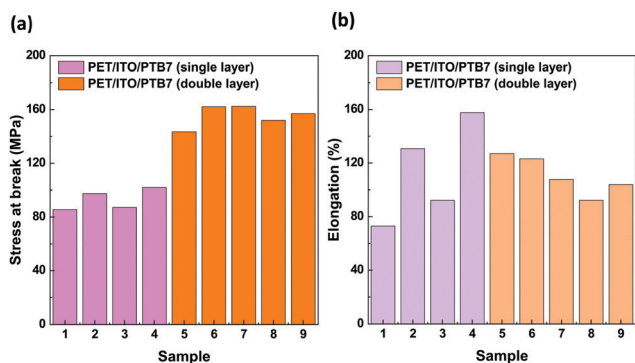 (a)
200
160
120
80
40
0
Stress at break (MPa)
PET/ITO/PTB7 (single layer)
PET/ITO/PTB7 (double layer)
1 2 3 4 5 6 7 8 9
Sample
(b)
200
160
120
80
40
0
Elongation (%)
PET/ITO/PTB7 (single layer)
PET/ITO/PTB7 (double layer)
1 2 3 4 5 6 7 8 9
Sample